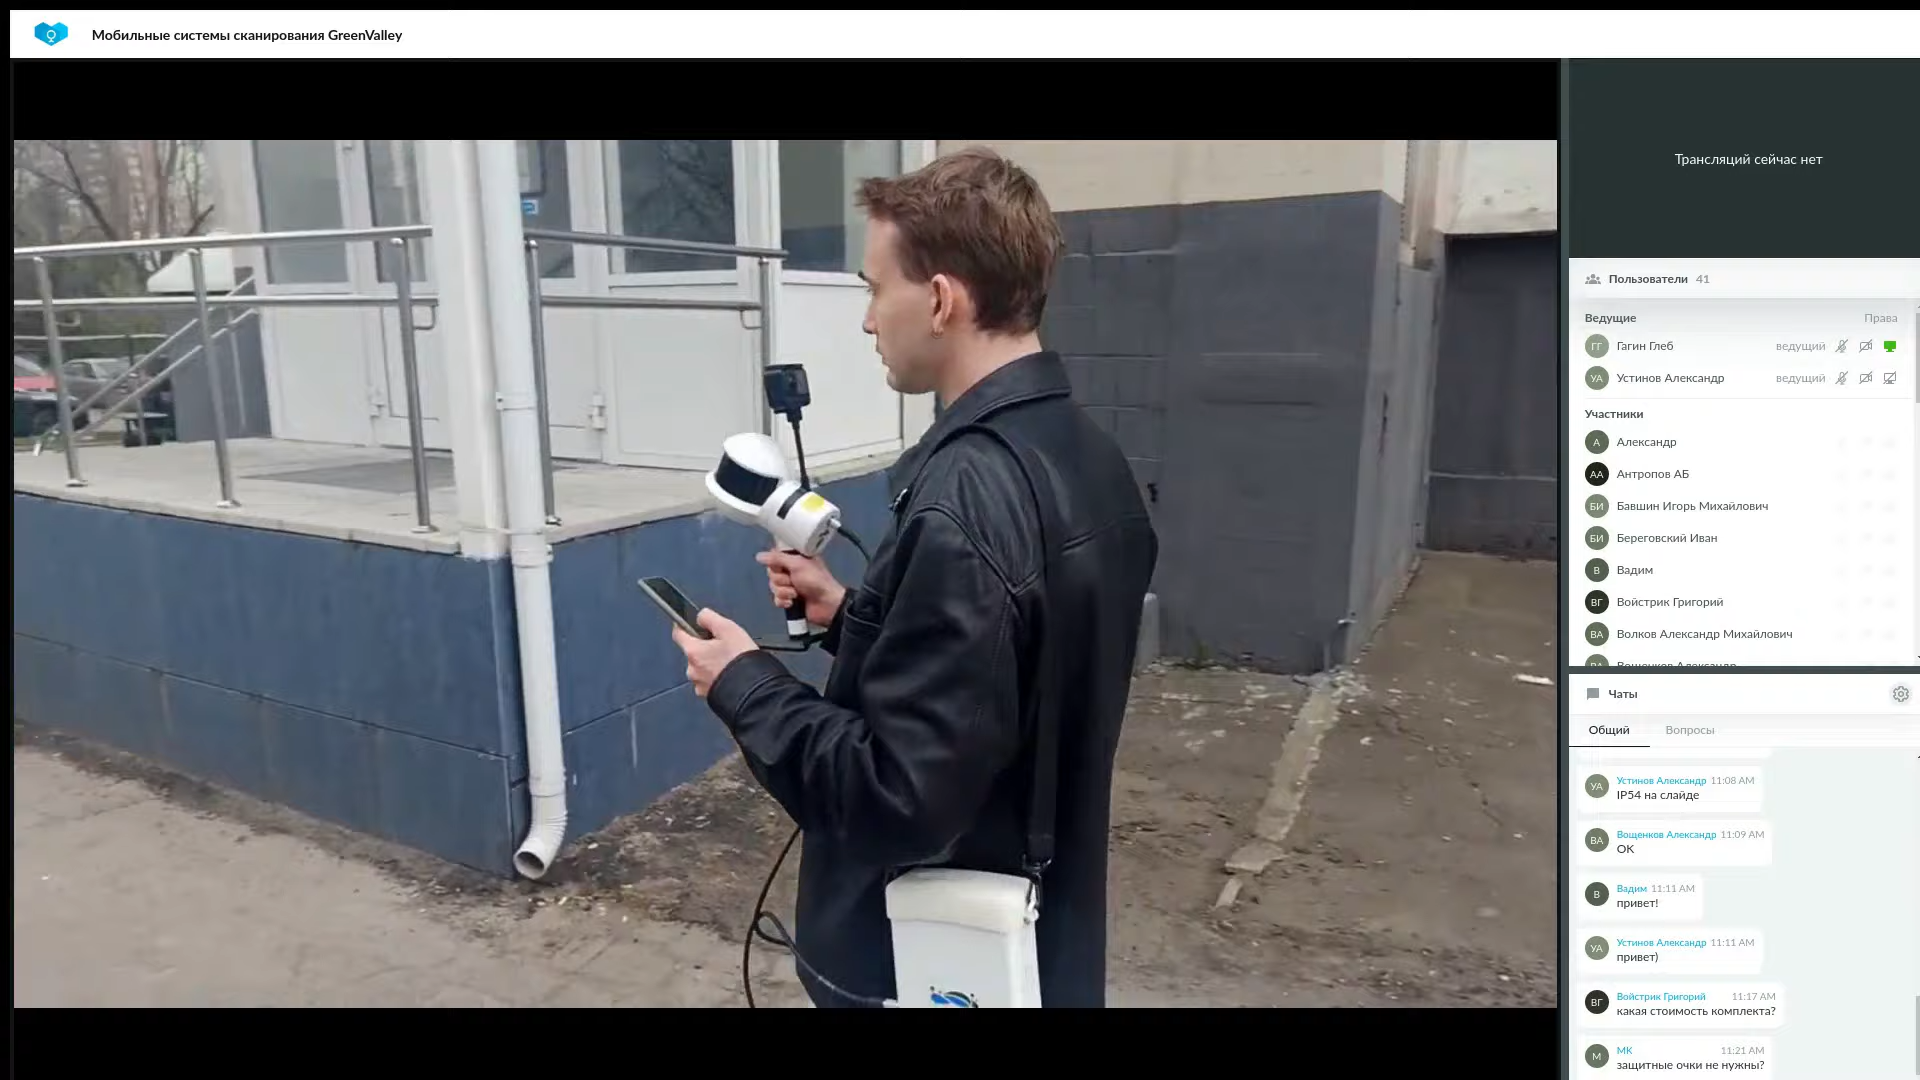 Мобильные системы сканирования GreenValley
Трансляций сейчас нет
Пользователи 41
Ведущие Права
ГГ Гагин Глеб ведущий
УА Устинов Александр ведущий
Участники
А Александр
АА Антропов АБ
БИ Бавшин Игорь Михайлович
БИ Береговский Иван
В Вадим
ВГ Войстрик Григорий
ВА Волков Александр Михайлович
ВА Вощенков Александр
Чаты
Общий Вопросы
УА Устинов Александр 11:08 AM
IP54 на слайде
ВА Вощенков Александр 11:09 AM
OK
В Вадим 11:11 AM
привет!
УА Устинов Александр 11:11 AM
привет)
ВГ Войстрик Григорий 11:17 AM
какая стоимость комплекта?
М МК 11:21 AM
защитные очки не нужны?